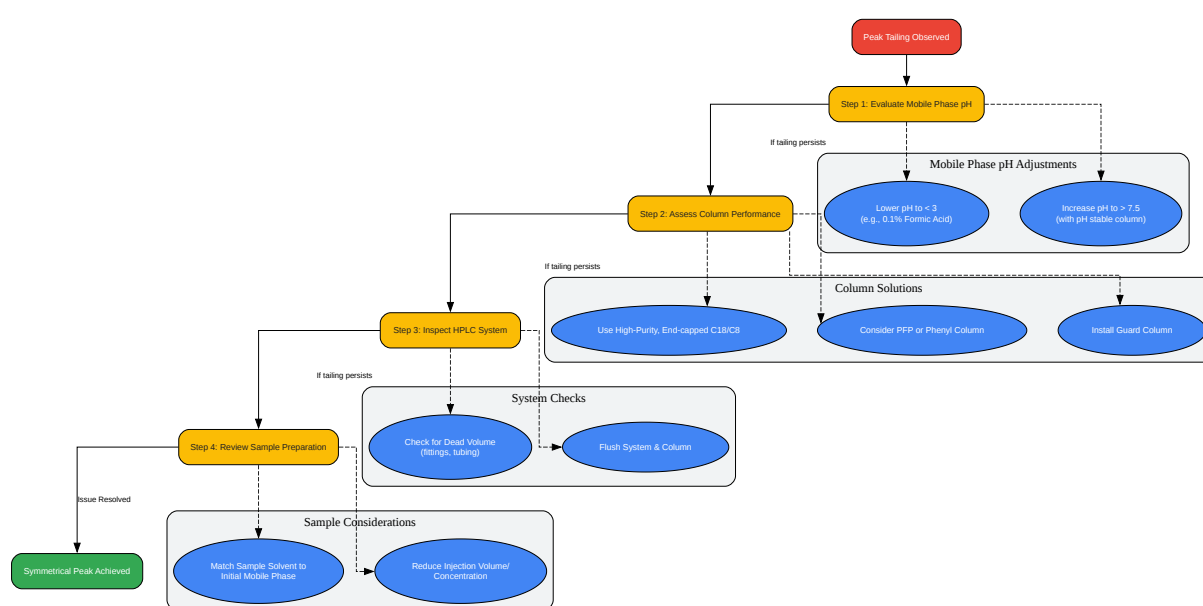 Peak Tailing Observed
Step 1: Evaluate Mobile Phase pH
If tailing persists
Mobile Phase pH Adjustments
Lower pH to < 3
(e.g., 0.1% Formic Acid)
Increase pH to > 7.5
(with pH stable column)
Step 2: Assess Column Performance
If tailing persists
Column Solutions
Use High-Purity, End-capped C18/C8
Consider PFP or Phenyl Column
Install Guard Column
Step 3: Inspect HPLC System
If tailing persists
System Checks
Check for Dead Volume
(fittings, tubing)
Flush System & Column
Step 4: Review Sample Preparation
Issue Resolved
Sample Considerations
Match Sample Solvent to
Initial Mobile Phase
Reduce Injection Volume/
Concentration
Symmetrical Peak Achieved